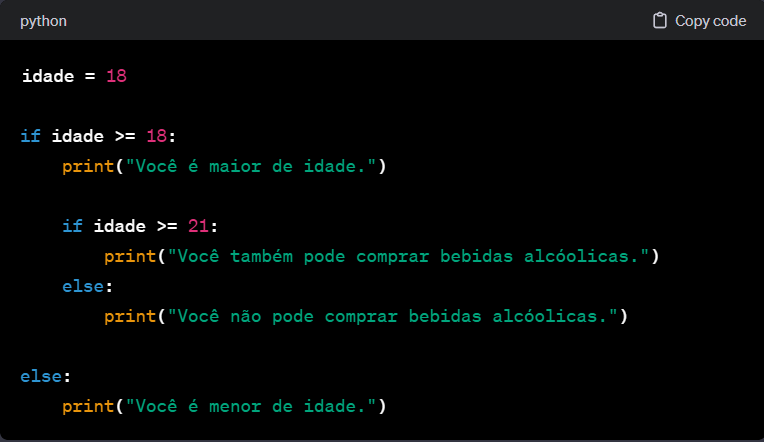 python
Copy code
idade = 18
if idade >= 18:
    print("Você é maior de idade.")
    if idade >= 21:
        print("Você também pode comprar bebidas alcóolicas.")
    else:
        print("Você não pode comprar bebidas alcóolicas.")
else:
    print("Você é menor de idade.")